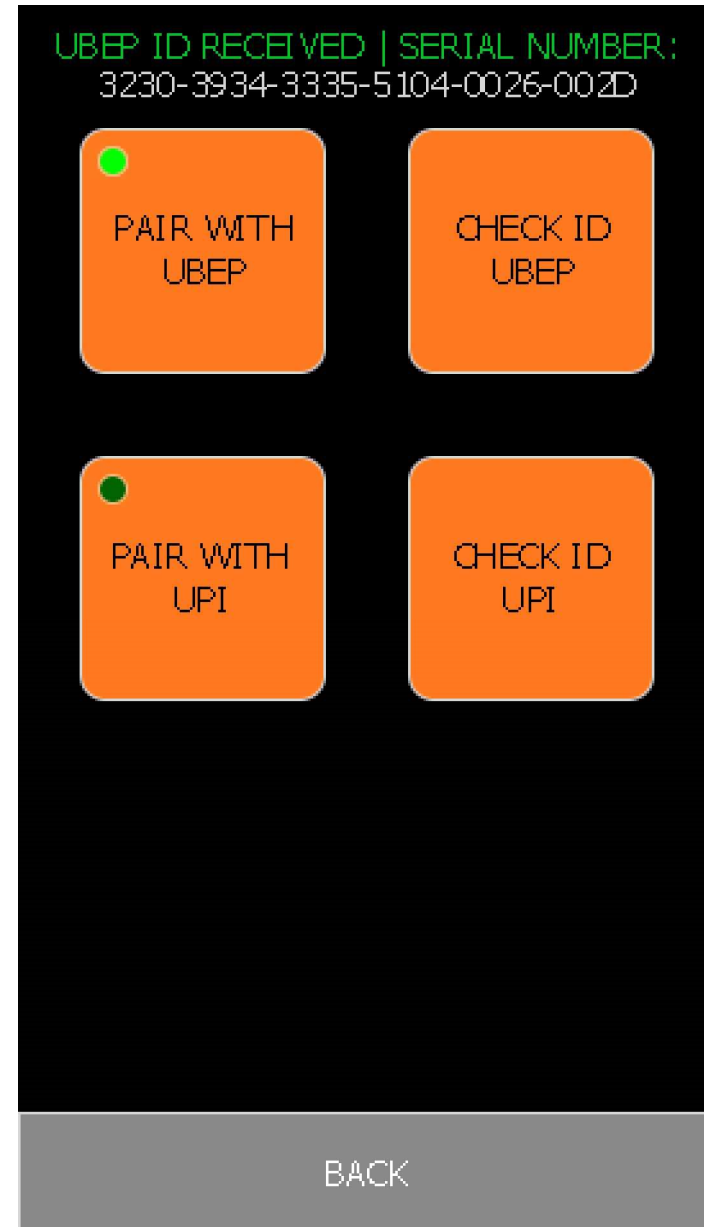 UBEP ID RECEIVED | SERIAL NUMBER:
3230-3934-3335-5104-0026-002D
PAIR WITH
UBEP
CHECK ID
UBEP
PAIR WITH
UPI
CHECK ID
UPI
BACK